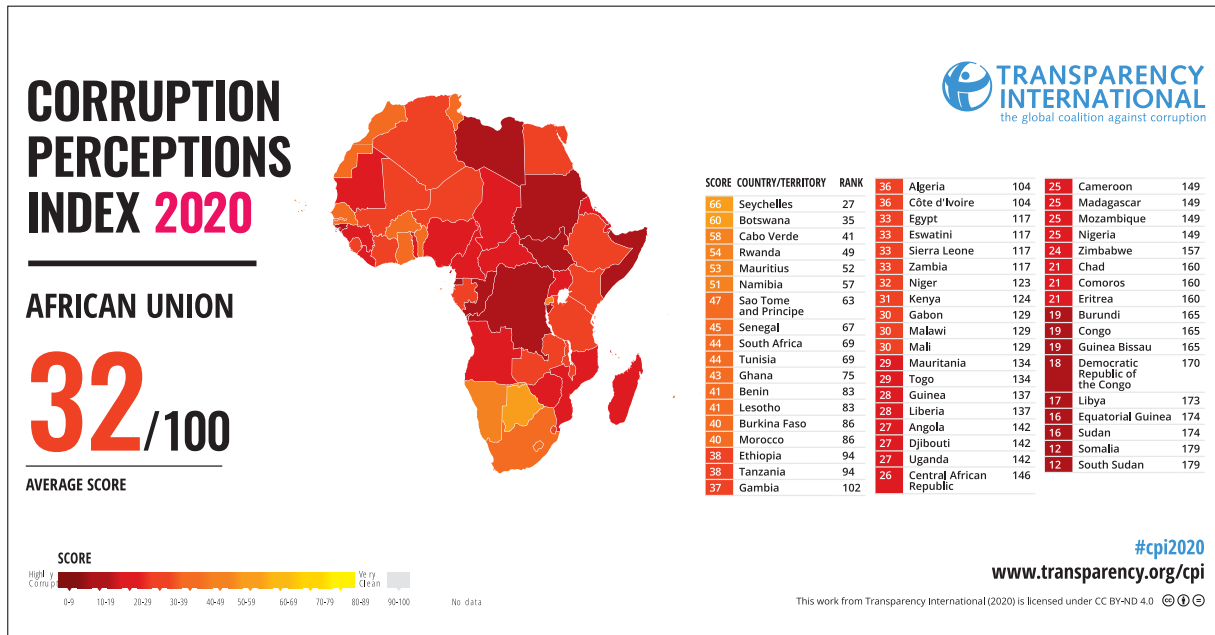 CORRUPTION
PERCEPTIONS
INDEX 2020
AFRICAN UNION
32/100
AVERAGE SCORE
TRANSPARENCY
INTERNATIONAL
the global coalition against corruption
SCORE COUNTRY/TERRITORY RANK
66 Seychelles 27
60 Botswana 35
58 Cabo Verde 41
54 Rwanda 49
53 Mauritius 52
51 Namibia 57
47 Sao Tome 63
and Principe
45 Senegal 67
44 South Africa 69
44 Tunisia 69
43 Ghana 75
41 Benin 83
41 Lesotho 83
40 Burkina Faso 86
40 Morocco 86
38 Ethiopia 94
38 Tanzania 94
37 Gambia 102
36 Algeria 104
36 Côte d'Ivoire 104
33 Egypt 117
33 Eswatini 117
33 Sierra Leone 117
33 Zambia 117
32 Niger 123
31 Kenya 124
30 Gabon 129
30 Malawi 129
30 Mali 129
29 Mauritania 134
29 Togo 134
28 Guinea 137
28 Liberia 137
27 Angola 142
27 Djibouti 142
27 Uganda 142
26 Central African 146
Republic
25 Cameroon 149
25 Madagascar 149
25 Mozambique 149
25 Nigeria 149
24 Zimbabwe 157
21 Chad 160
21 Comoros 160
21 Eritrea 160
19 Burundi 165
19 Congo 165
19 Guinea Bissau 165
18 Democratic 170
Republic of
the Congo
17 Libya 173
16 Equatorial Guinea 174
16 Sudan 174
12 Somalia 179
12 South Sudan 179
SCORE
Highly
Corrupt
Very
Clean
0-9 10-19 20-29 30-39 40-49 50-59 60-69 70-79 80-89 90-100 No data
#cpi2020
www.transparency.org/cpi
This work from Transparency International (2020) is licensed under CC BY-ND 4.0